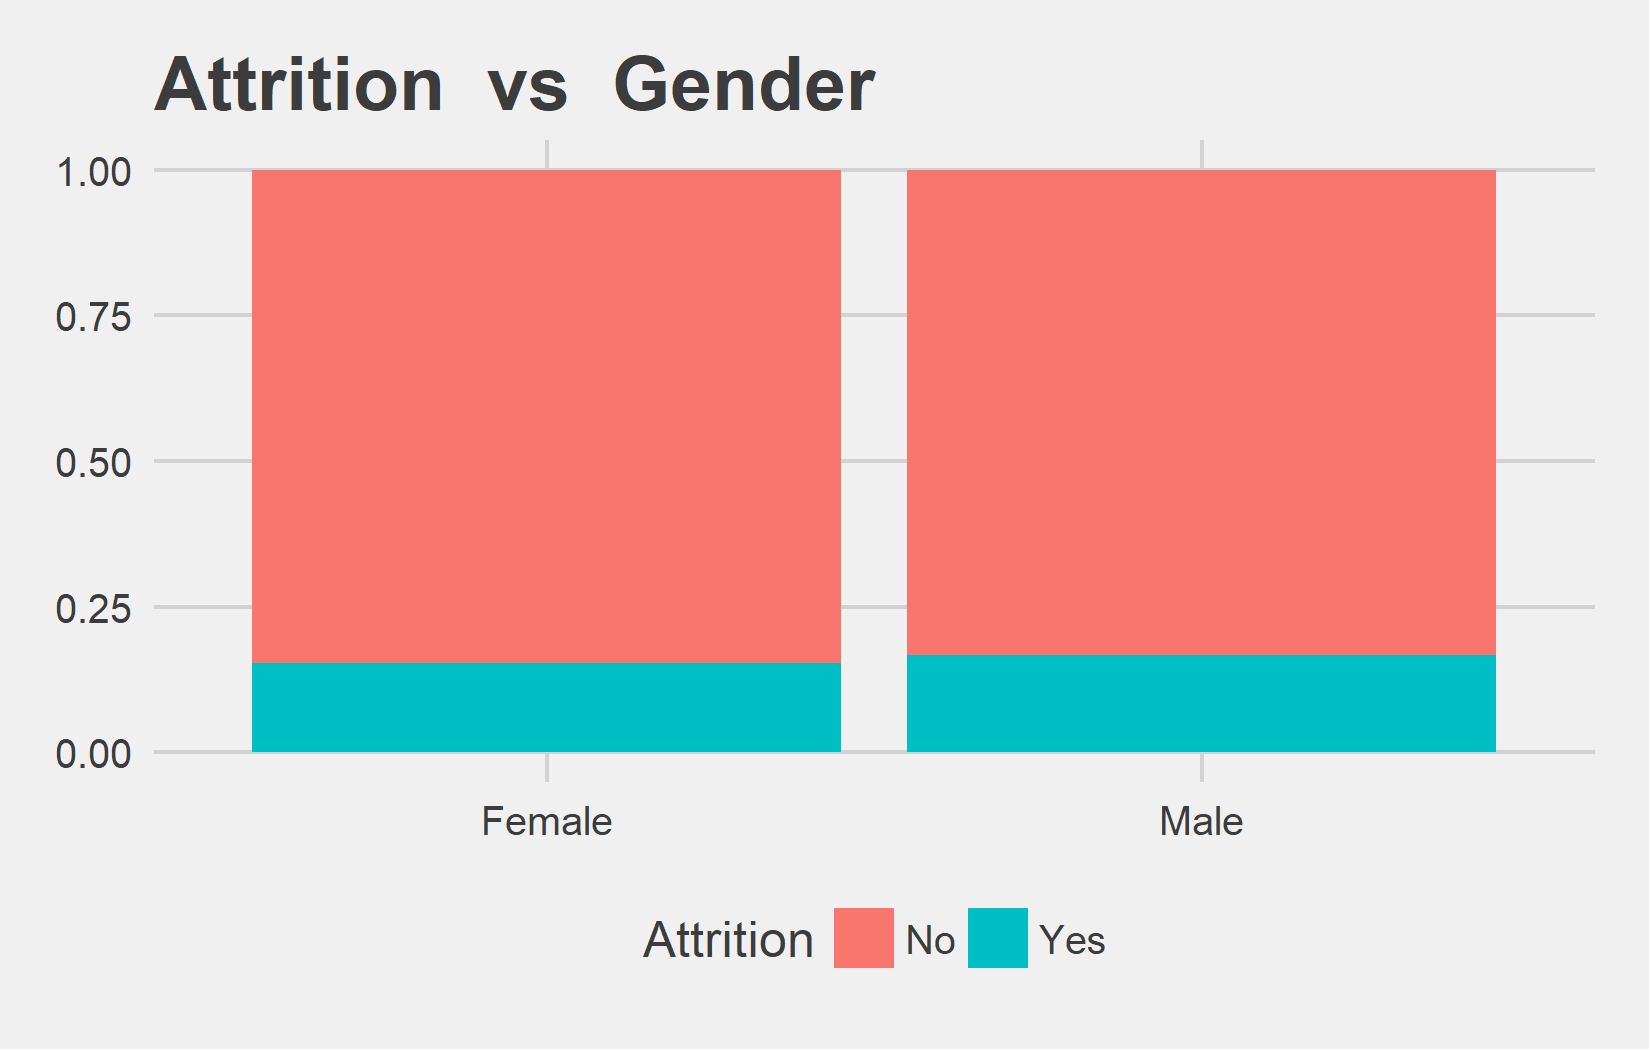 Attrition vs Gender
1.00
0.75
0.50
0.25
0.00
Female Male
Attrition No Yes